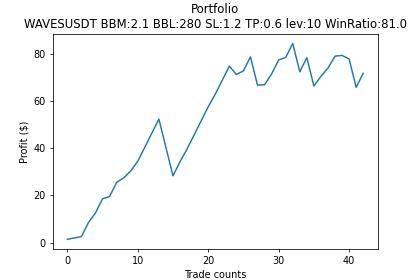 Portfolio
WAVESUSDT BBM:2.1 BBL:280 SL:1.2 TP:0.6 lev:10 WinRatio:81.0
Profit ($)
80
60
40
20
0
0 10 20 30 40
Trade counts